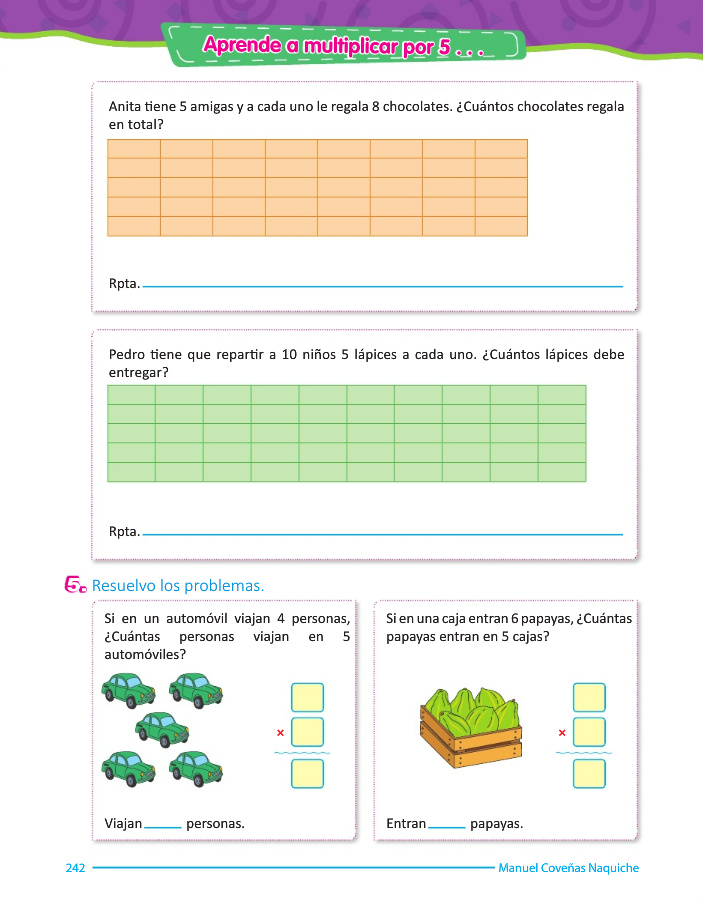 Aprende a multiplicar por 5 . . .
Anita tiene 5 amigas y a cada uno le regala 8 chocolates. ¿Cuántos chocolates regala
en total?
Rpta.
Pedro tiene que repartir a 10 niños 5 lápices a cada uno. ¿Cuántos lápices debe
entregar?
Rpta.
5. Resuelvo los problemas.
Si en un automóvil viajan 4 personas,
¿Cuántas personas viajan en 5
automóviles?
×
Viajan personas.
Si en una caja entran 6 papayas, ¿Cuántas
papayas entran en 5 cajas?
×
Entran papayas.
242
Manuel Coveñas Naquiche